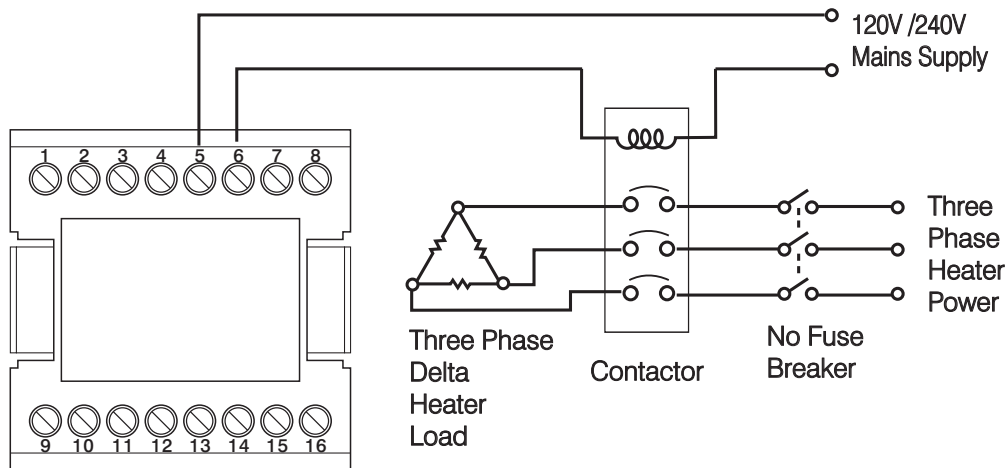 120V /240V
Mains Supply
1 2 3 4 5 6 7 8
Three
Phase
Heater
Power
Three Phase
Delta
Heater
Load
Contactor
No Fuse
Breaker
9 10 11 12 13 14 15 16